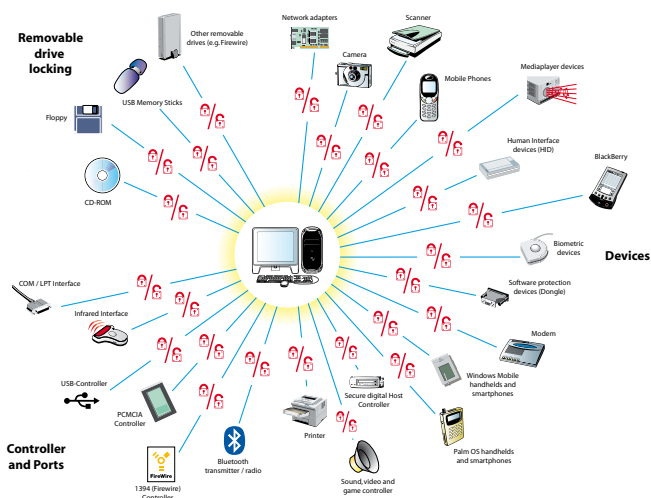 Removable
drive
locking
Other removable
drives (e.g.Firewire)
Network adapters
Scanner
Camera
Mobile Phones
Mediaplayer devices
USB Memory Sticks
Floppy
CD-ROM
Human Interface
devices (HID)
BlackBerry
Biometric
devices
Devices
Software protection
devices (Dongle)
Modem
Windows Mobile
handhelds and
smartphones
Palm OS handhelds
and smartphones
COM / LPT Interface
Infrared Interface
USB-Controller
PCMCIA
Controller
Secure digital Host
Controller
Printer
Bluetooth
transmitter / radio
Sound, video and
game controller
Controller
and Ports
FireWire
1394 (Firewire)
Controller